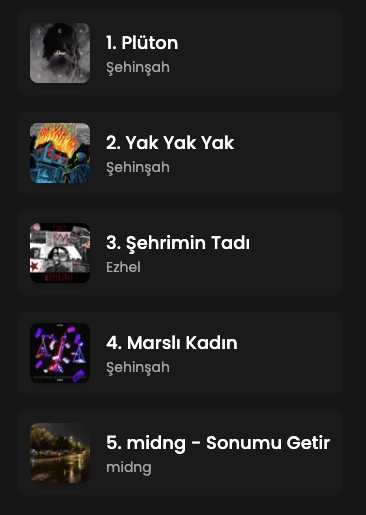 1. Plüton
Şehinşah
2. Yak Yak Yak
Şehinşah
3. Şehrimin Tadı
Ezhel
4. Marslı Kadın
Şehinşah
5. midng - Sonumu Getir
midng